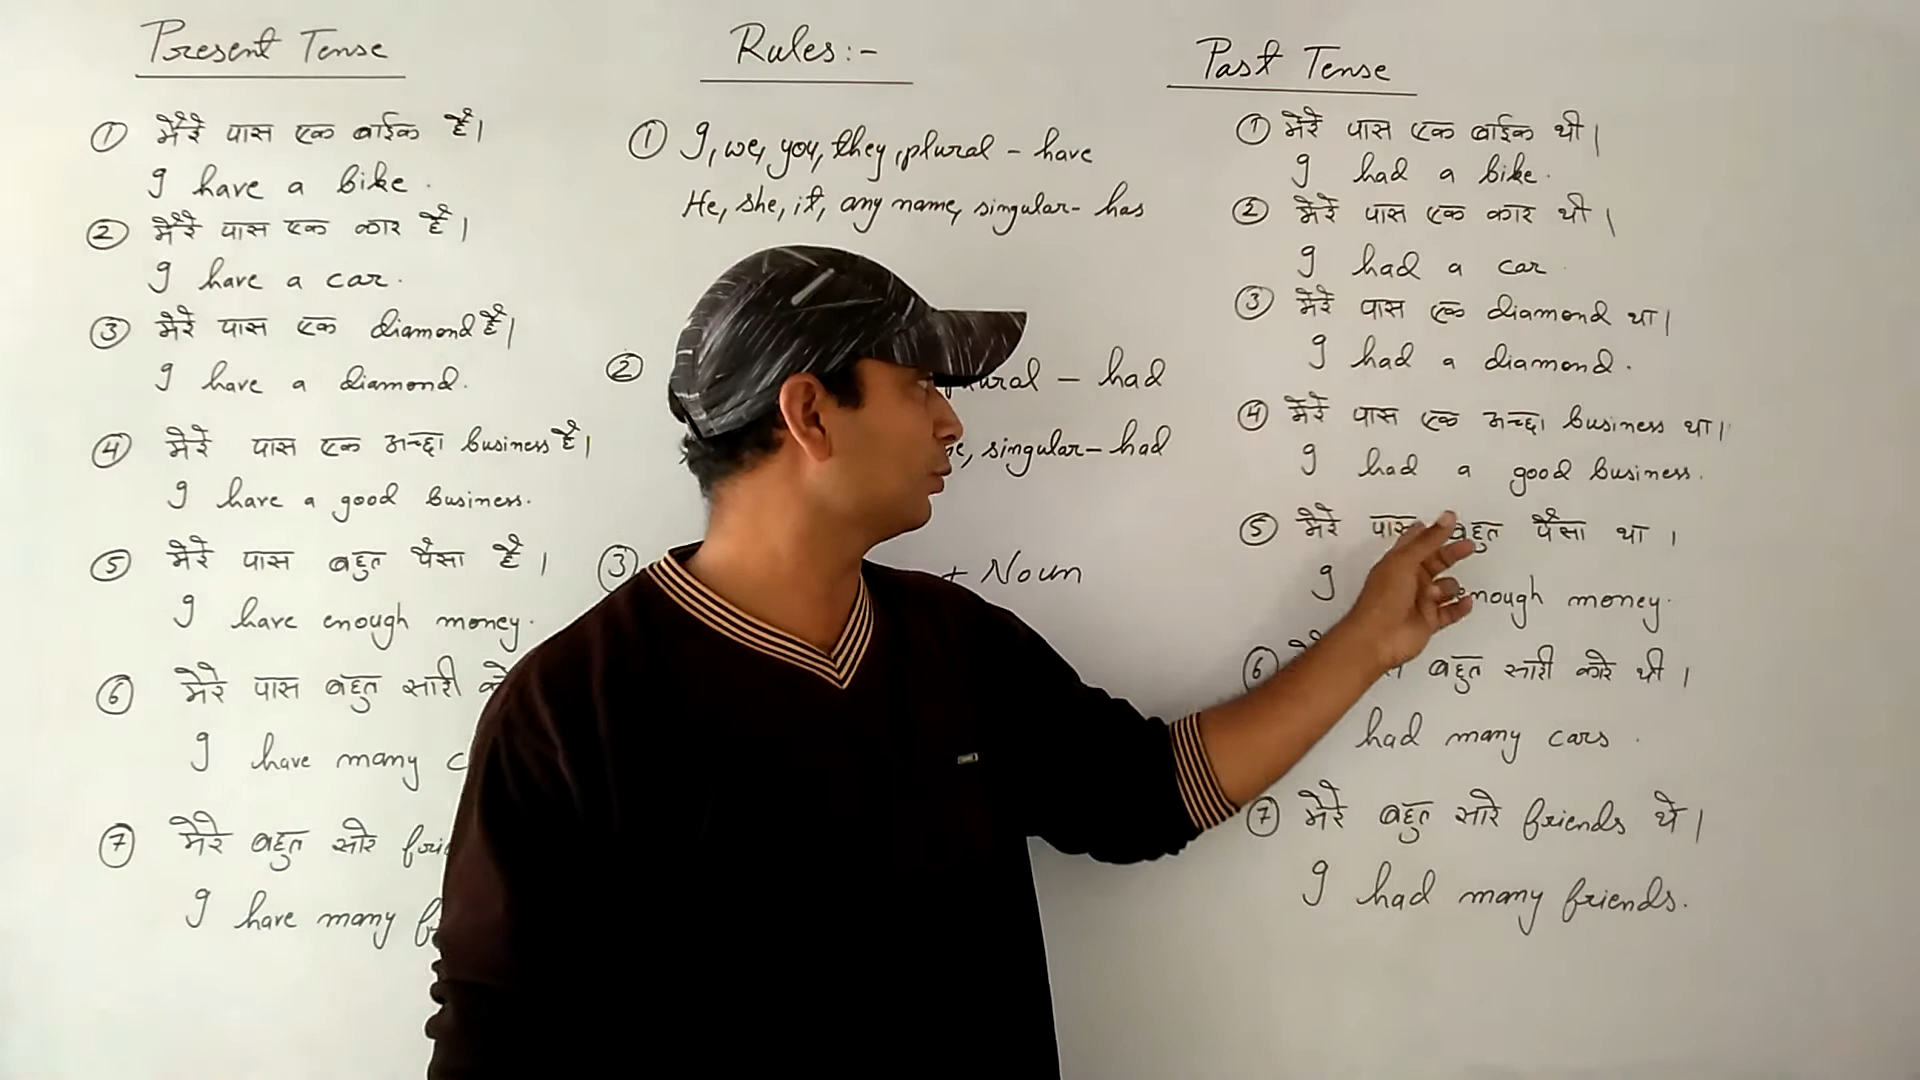 Present Tense
① मेरे पास एक बाईक है।
I have a bike.
② मेरे पास एक कार है।
I have a car.
③ मेरे पास एक diamond है।
I have a diamond.
④ मेरे पास एक अच्छा business है।
I have a good business.
⑤ मेरे पास बहुत पैसा है।
I have enough money.
⑥ मेरे पास बहुत सारी
I have many
⑦ मेरे बहुत सारे
I have many
Rules:-
① I, we, you, they, plural - have
He, she, it, any name, singular - has
② plural - had
singular - had
③ + Noun
Past Tense
① मेरे पास एक बाईक थी।
I had a bike.
② मेरे पास एक कार थी।
I had a car
③ मेरे पास एक diamond था।
I had a diamond.
④ मेरे पास एक अच्छा business था।
I had a good business.
⑤ मेरे पास बहुत पैसा था।
I enough money.
⑥ बहुत सारी कारे थी।
had many cars.
⑦ मेरे बहुत सारे friends थे।
I had many friends.